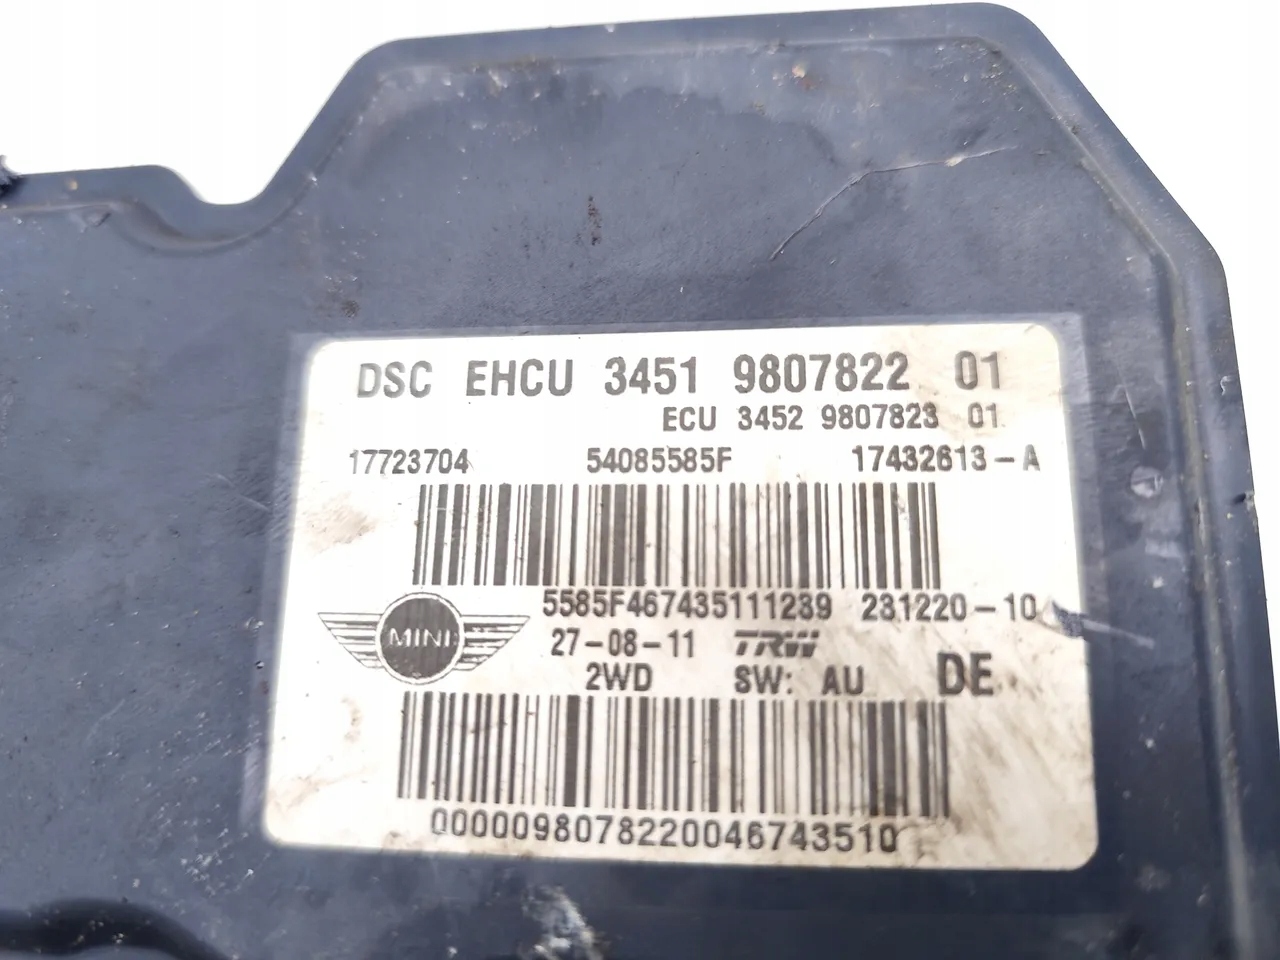 DSC EHCU 3451 9807822 01
ECU 3452 9807823 01
17723704 54085585F 17432613-A
5585F467435111239 231220-10
MINI 27-08-11 TRW
2WD SW: AU DE
0000098078220046743510